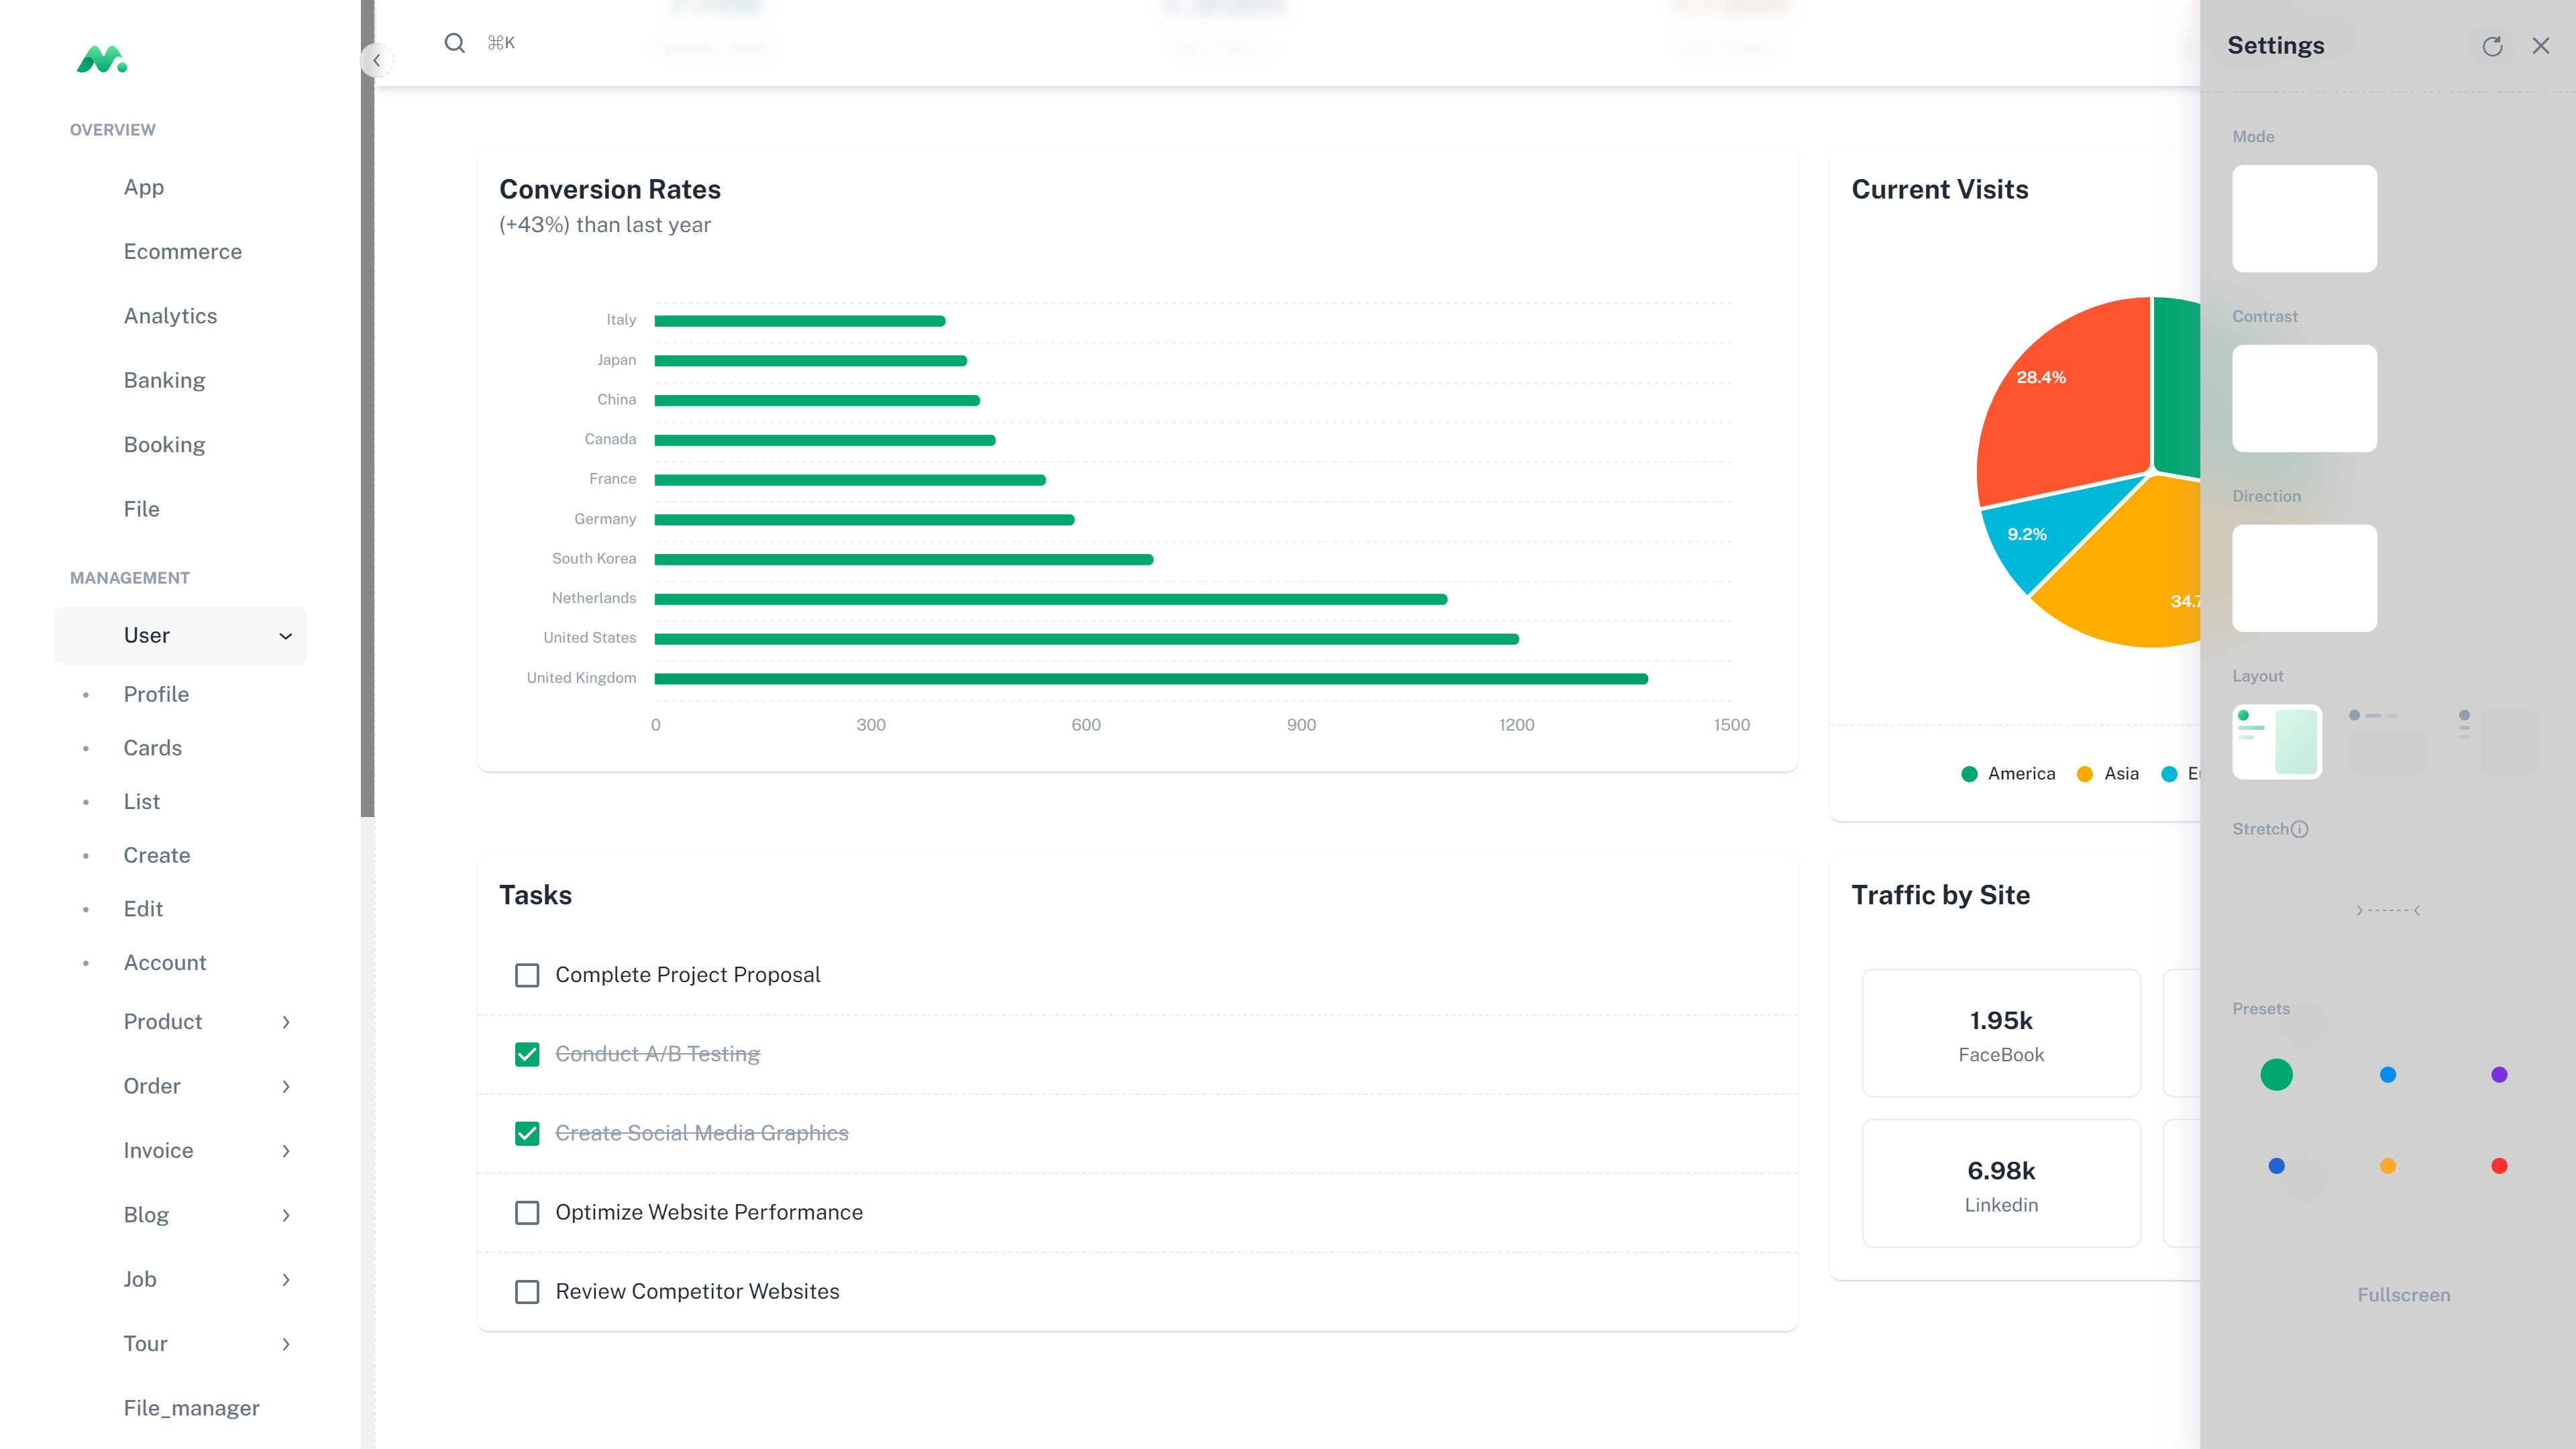 OVERVIEW
App
Ecommerce
Analytics
Banking
Booking
File
MANAGEMENT
User
Profile
Cards
List
Create
Edit
Account
Product
Order
Invoice
Blog
Job
Tour
File_manager
⌘K
Conversion Rates
(+43%) than last year
Italy
Japan
China
Canada
France
Germany
South Korea
Netherlands
United States
United Kingdom
0 300 600 900 1200 1500
Current Visits
28.4%
9.2%
34.7
America Asia
Tasks
Complete Project Proposal
Conduct A/B Testing
Create Social Media Graphics
Optimize Website Performance
Review Competitor Websites
Traffic by Site
1.95k
FaceBook
6.98k
Linkedin
Settings
Mode
Contrast
Direction
Layout
Stretch
Presets
Fullscreen